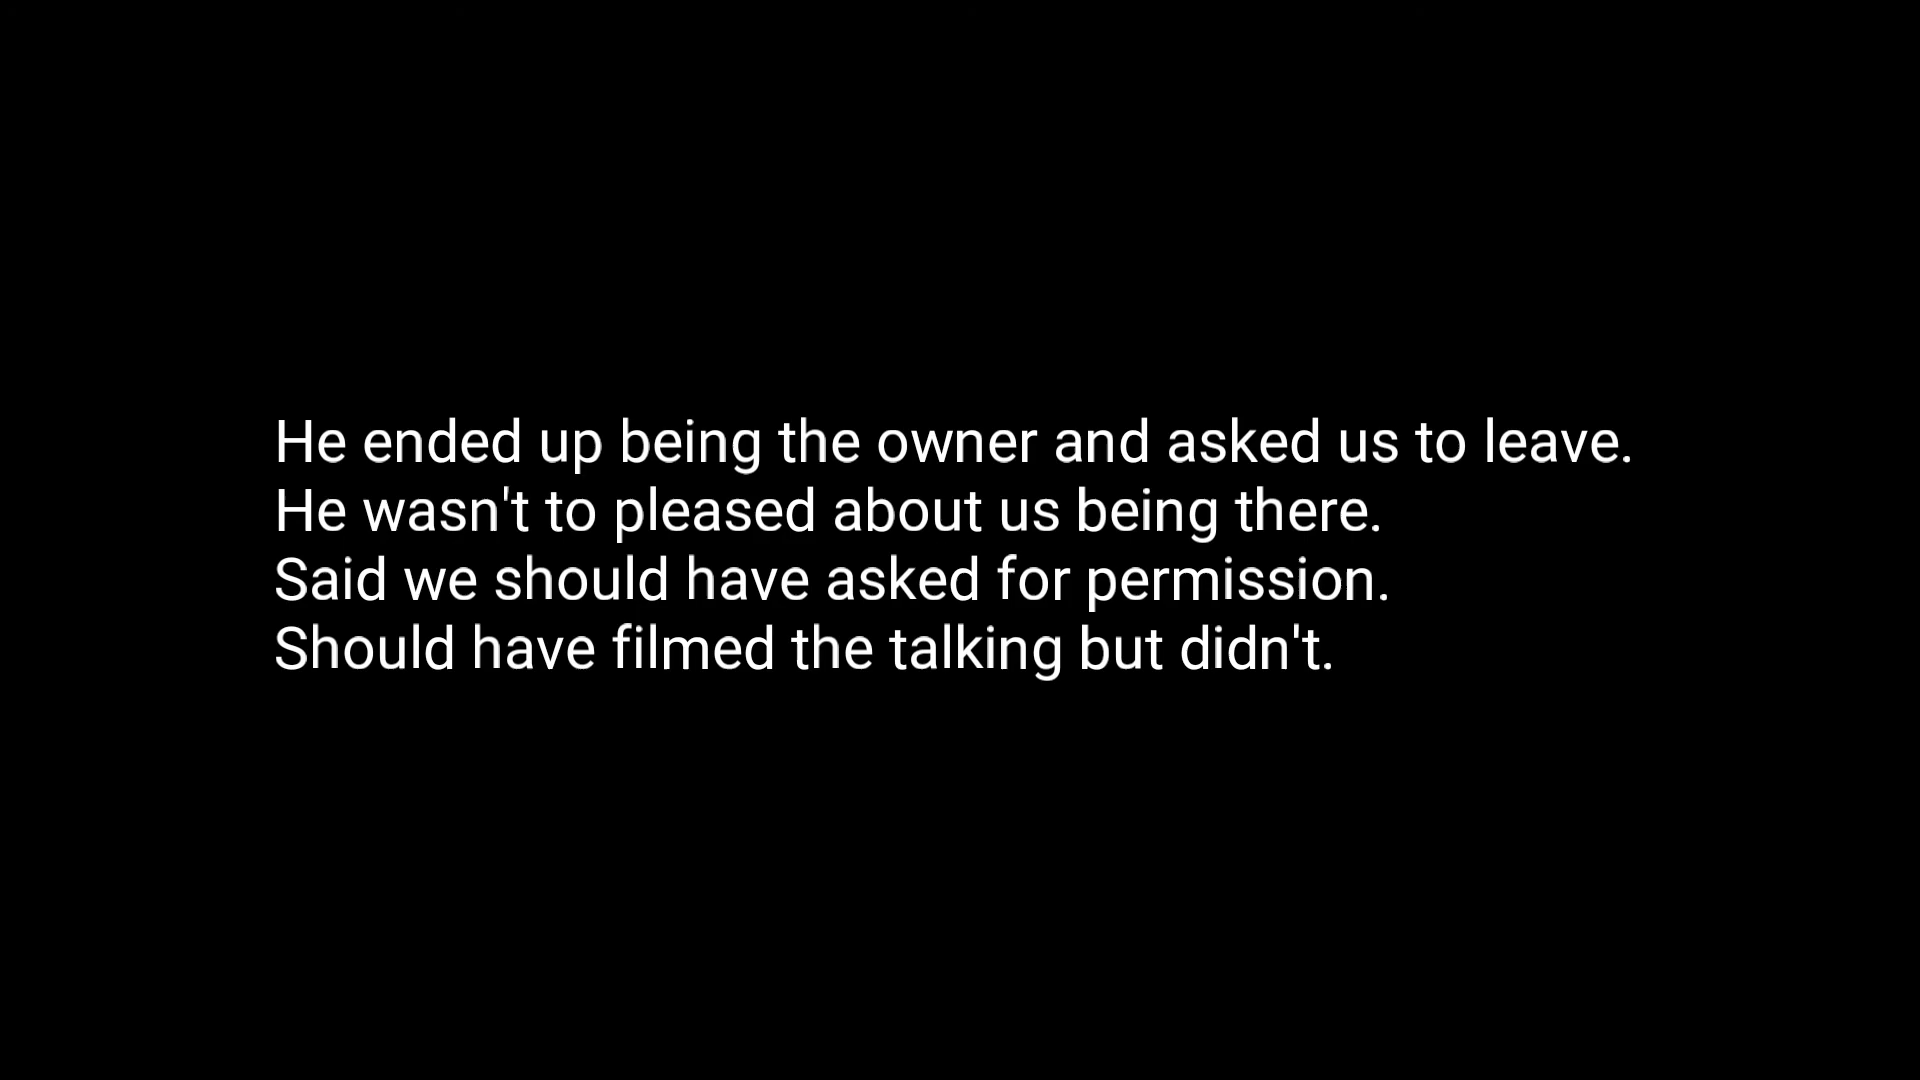 He ended up being the owner and asked us to leave.
He wasn't to pleased about us being there.
Said we should have asked for permission.
Should have filmed the talking but didn't.